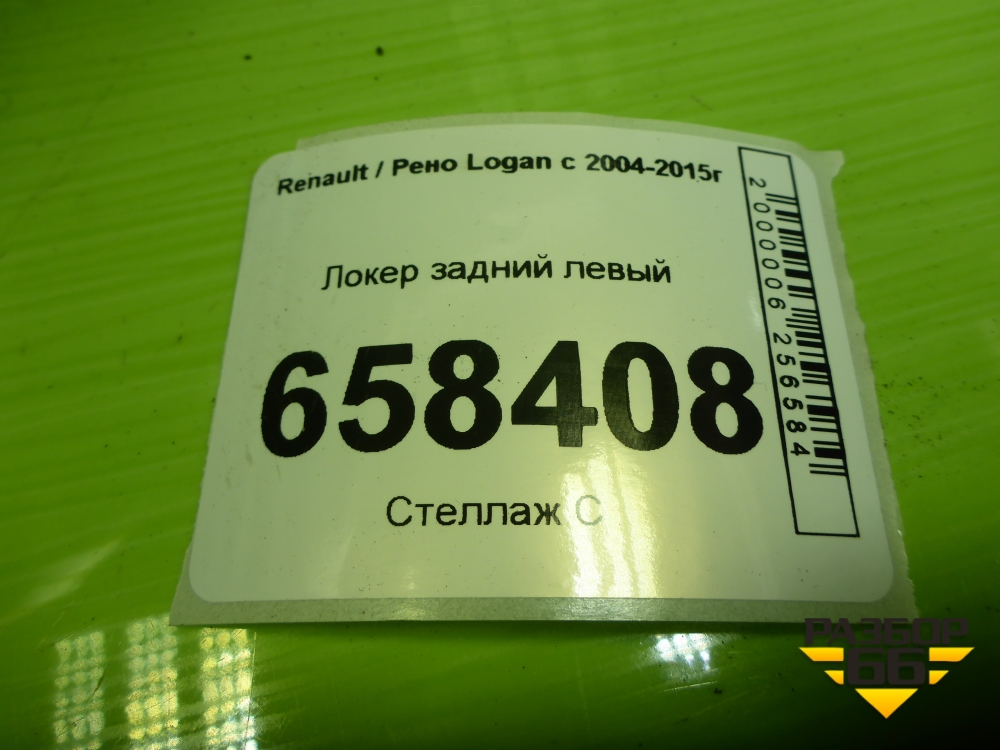 Renault / Рено Logan с 2004-2015г
Локер задний левый
658408
Стеллаж С
2000006256584
РАЗБОР
66